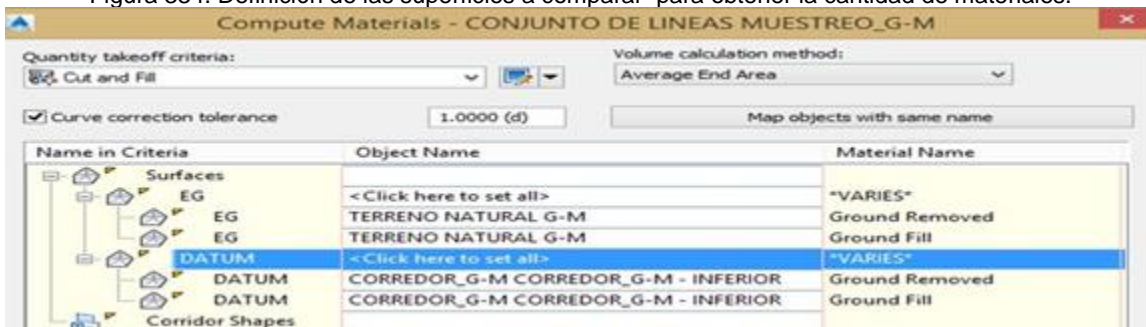 Figura 334. Definición de las superficies a comparar para obtener la cantidad de materiales.
Compute Materials - CONJUNTO DE LINEAS MUESTREO_G-M
Quantity takeoff criteria:
Volume calculation method:
Cut and Fill
Average End Area
Curve correction tolerance
1.0000 (d)
Map objects with same name
Name in Criteria Object Name Material Name
Surfaces
EG <Click here to set all> *VARIES*
EG TERRENO NATURAL G-M Ground Removed
EG TERRENO NATURAL G-M Ground Fill
DATUM <Click here to set all> *VARIES*
DATUM CORREDOR_G-M CORREDOR_G-M - INFERIOR Ground Removed
DATUM CORREDOR_G-M CORREDOR_G-M - INFERIOR Ground Fill
Corridor Shapes